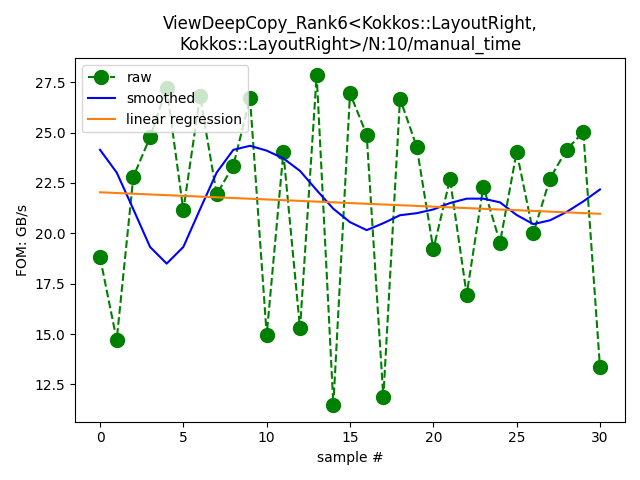 ViewDeepCopy_Rank6<Kokkos::LayoutRight,
Kokkos::LayoutRight>/N:10/manual_time
raw
smoothed
linear regression
FOM: GB/s
27.5
25.0
22.5
20.0
17.5
15.0
12.5
0 5 10 15 20 25 30
sample #